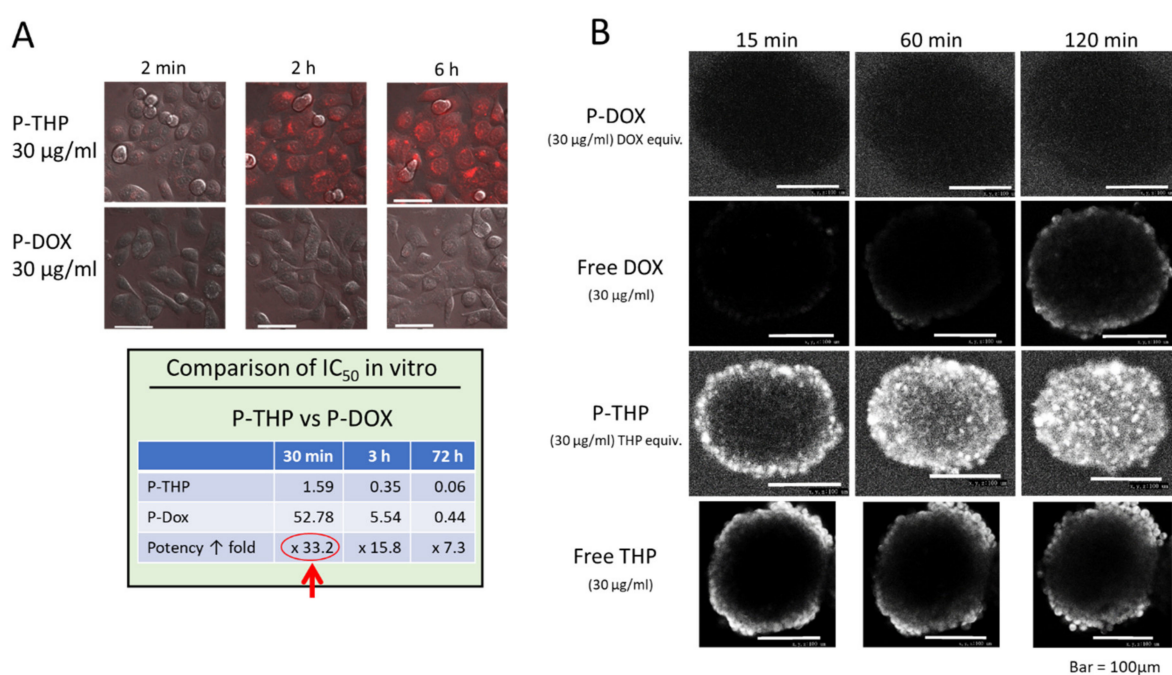 A
2 min 2 h 6 h
P-THP
30 µg/ml
P-DOX
30 µg/ml
Comparison of IC50 in vitro
P-THP vs P-DOX
30 min 3 h 72 h
P-THP 1.59 0.35 0.06
P-Dox 52.78 5.54 0.44
Potency ↑ fold x 33.2 x 15.8 x 7.3
B
15 min 60 min 120 min
P-DOX
(30 µg/ml) DOX equiv.
Free DOX
(30 µg/ml)
P-THP
(30 µg/ml) THP equiv.
Free THP
(30 µg/ml)
Bar = 100µm